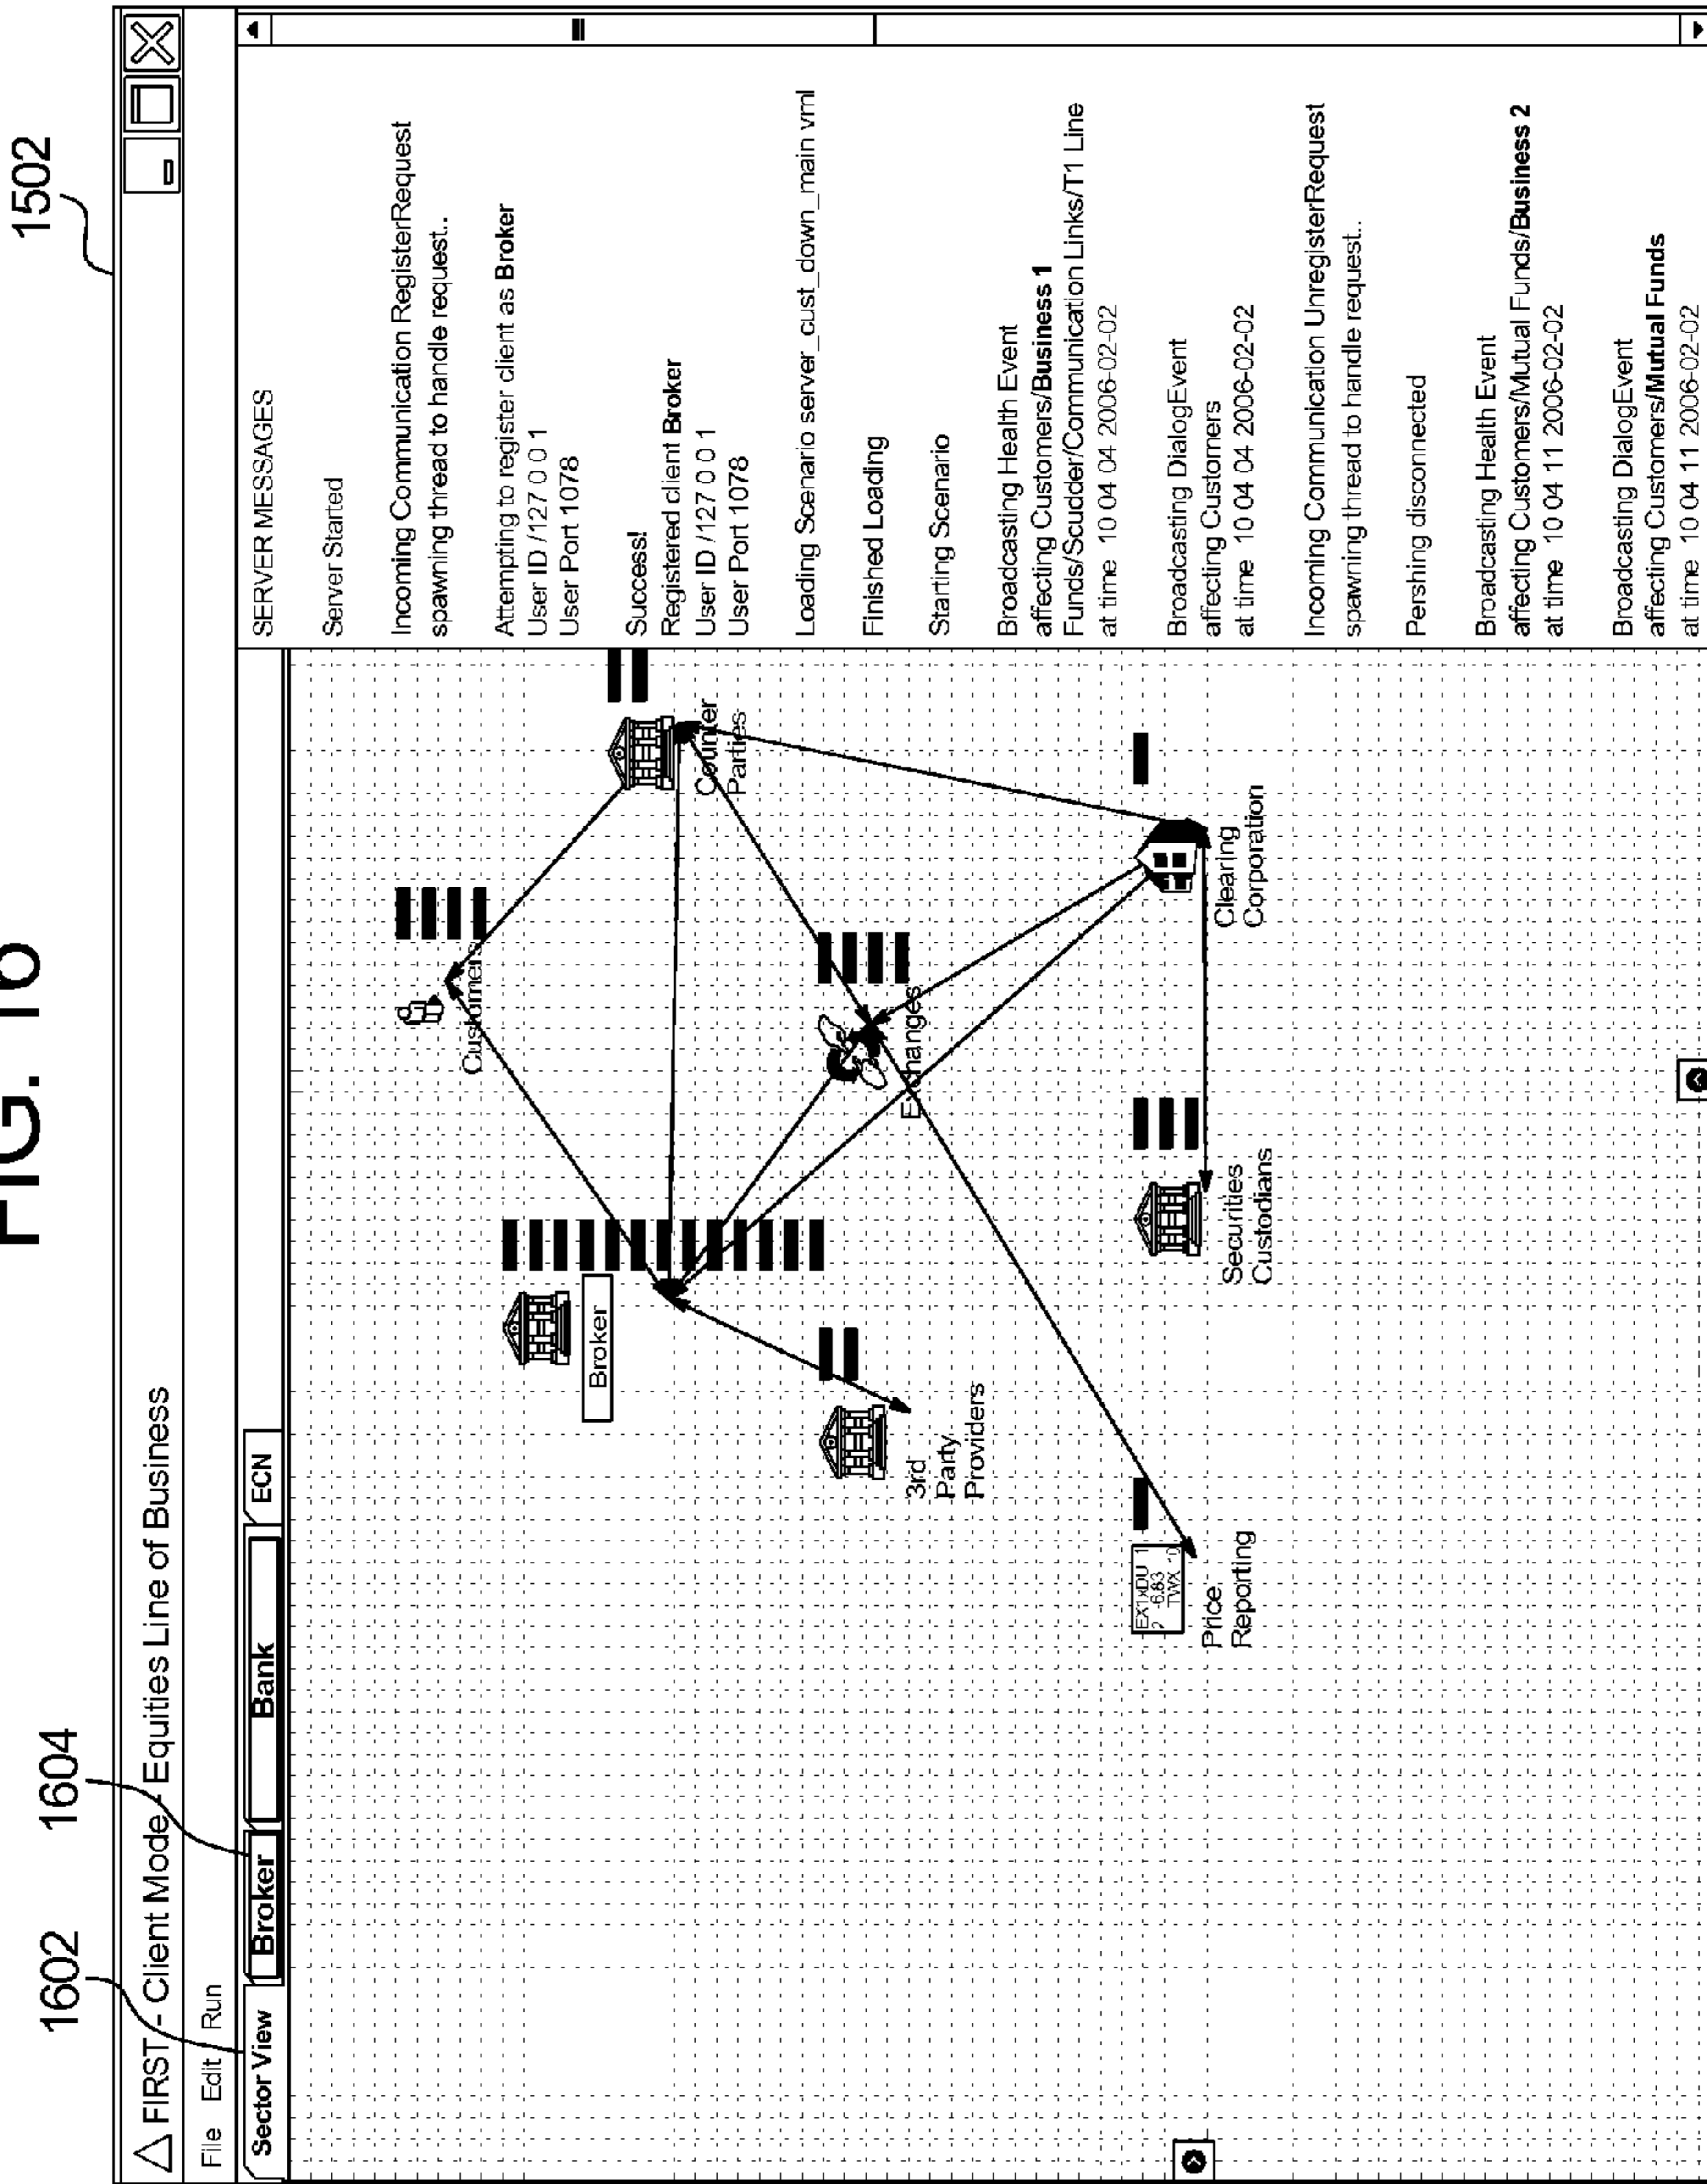 FIG. 16
1502
1602
1604
FIRST - Client Mode - Equities Line of Business
File Edit Run
Sector View
Broker
Bank
ECN
Customers
Counter
Parties
Broker
Exchanges
3rd
Party
Providers
Clearing
Corporation
Securities
Custodians
EX1xDU 1
? -6.83
TWX 0
Price
Reporting
SERVER MESSAGES
Server Started
Incoming Communication RegisterRequest
spawning thread to handle request..
Attempting to register client as Broker
User ID /127 0 0 1
User Port 1078
Success!
Registered client Broker
User ID /127 0 0 1
User Port 1078
Loading Scenario server_cust_down_main vml
Finished Loading
Starting Scenario
Broadcasting Health Event
affecting Customers/Business 1
Funds/Scudder/Communication Links/T1 Line
at time 10 04 04 2006-02-02
Broadcasting DialogEvent
affecting Customers
at time 10 04 04 2006-02-02
Incoming Communication UnregisterRequest
spawning thread to handle request..
Pershing disconnected
Broadcasting Health Event
affecting Customers/Mutual Funds/Business 2
at time 10 04 11 2006-02-02
Broadcasting DialogEvent
affecting Customers/Mutual Funds
at time 10 04 11 2006-02-02